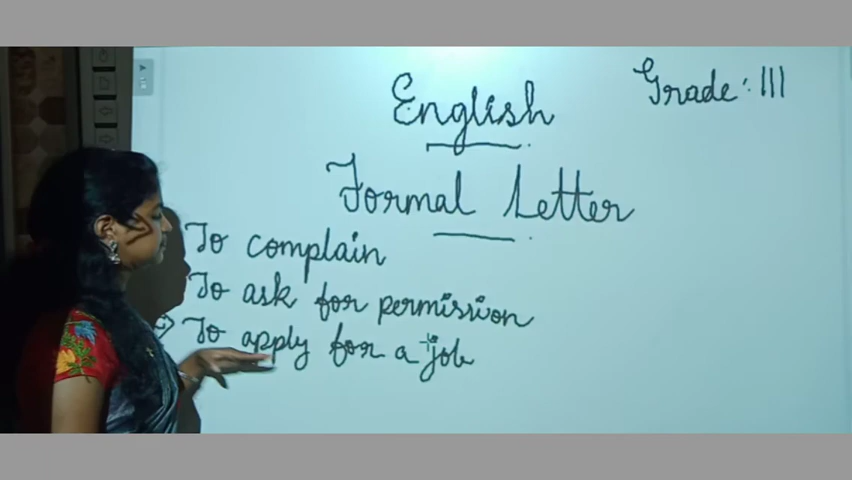 Grade: III
English
Formal Letter
To complain
To ask for permission
To apply for a job